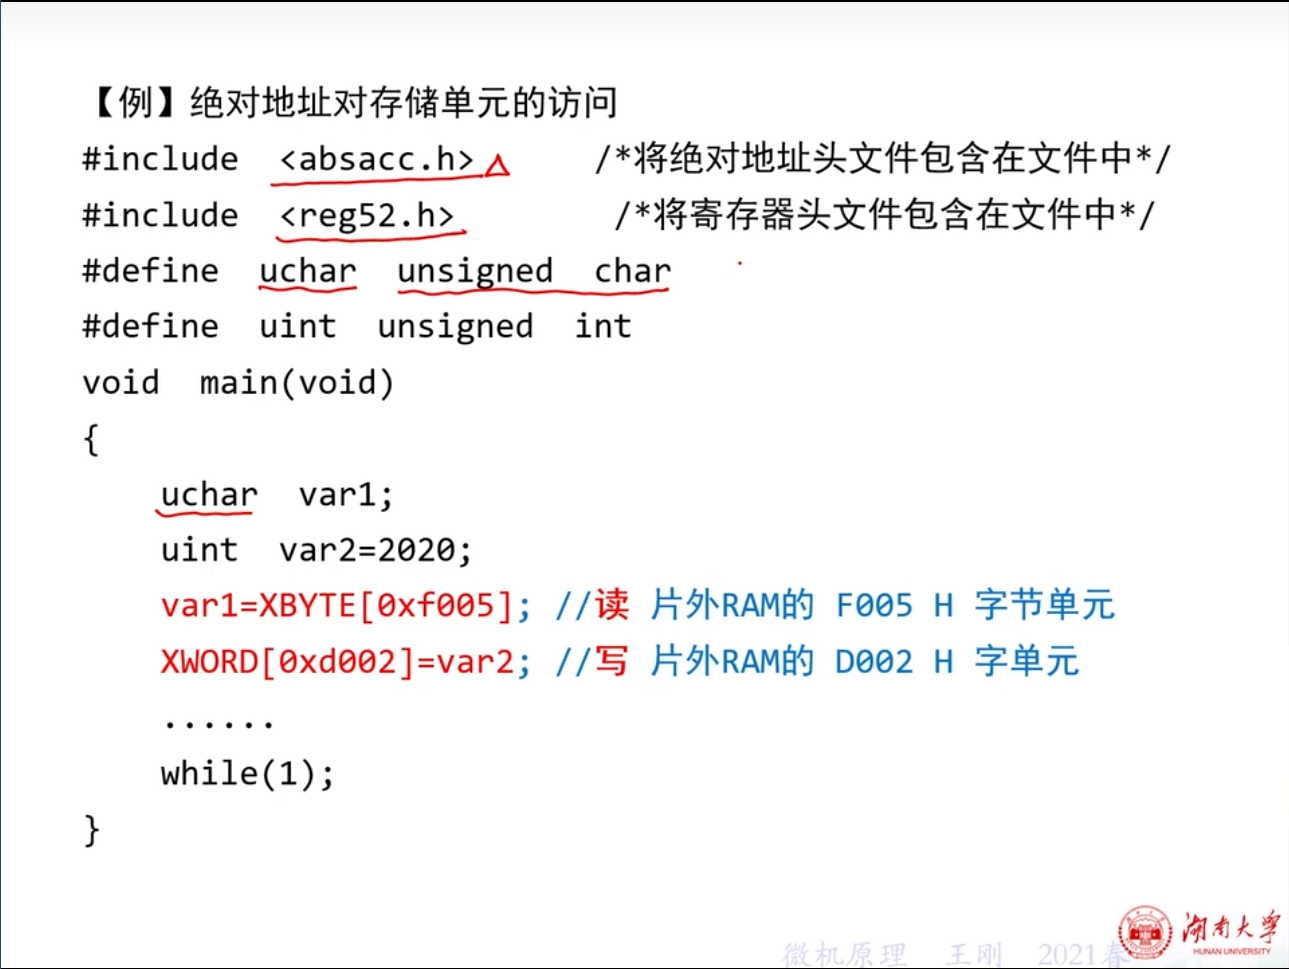 【例】绝对地址对存储单元的访问
#include <absacc.h> /*将绝对地址头文件包含在文件中*/
#include <reg52.h> /*将寄存器头文件包含在文件中*/
#define uchar unsigned char
#define uint unsigned int
void main(void)
{
uchar var1;
uint var2=2020;
var1=XBYTE[0xf005]; //读 片外RAM的 F005 H 字节单元
XWORD[0xd002]=var2; //写 片外RAM的 D002 H 字单元
......
while(1);
}
微机原理 王刚 2021春
湖南大学
HUNAN UNIVERSITY